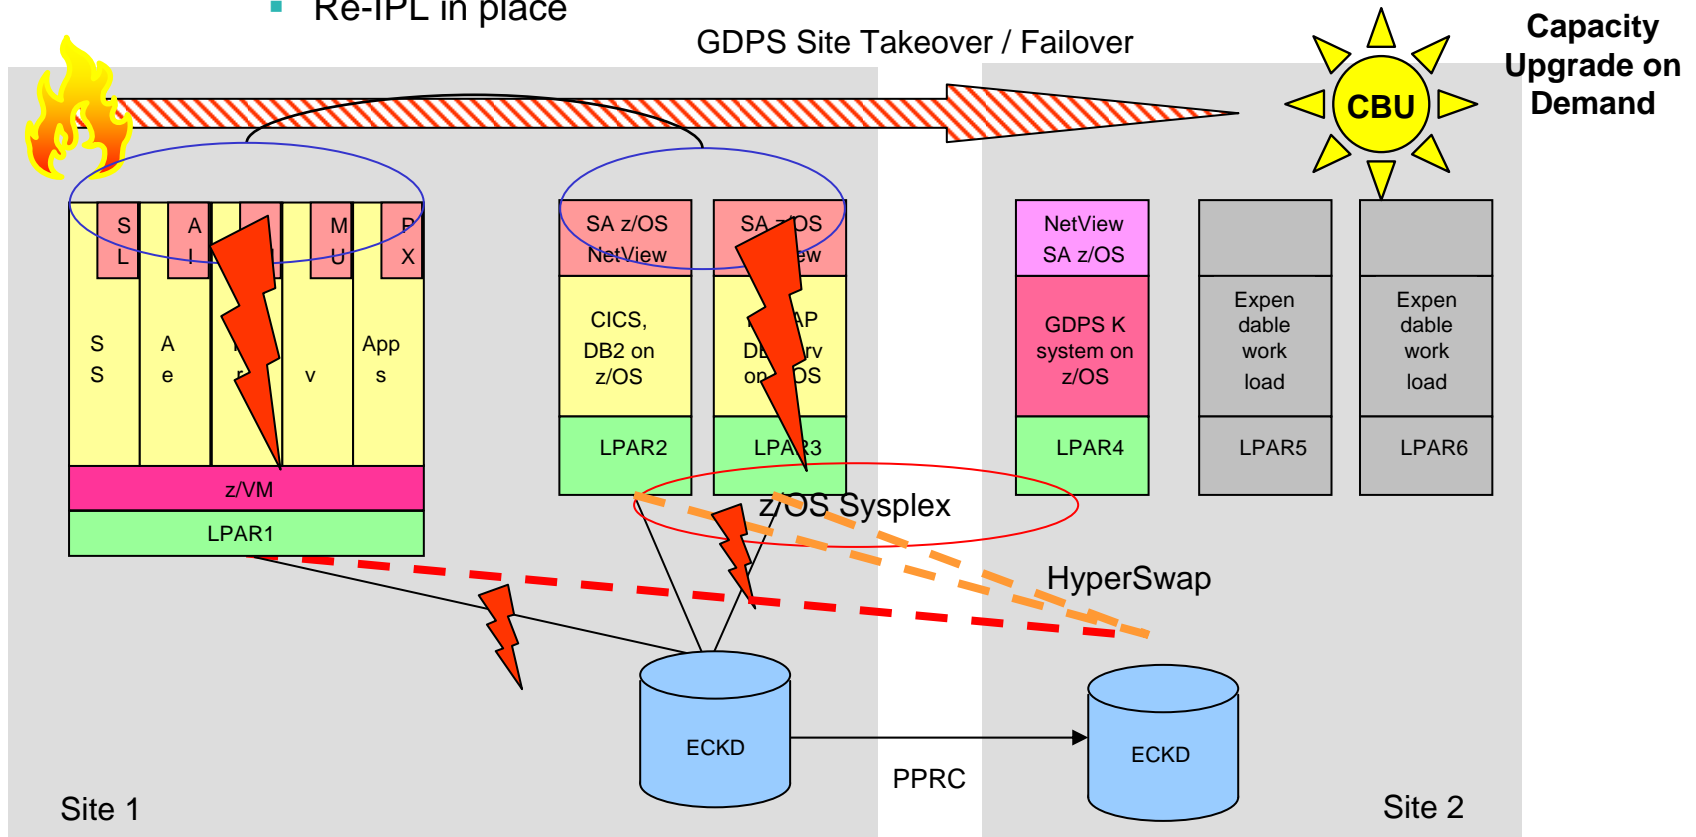 Re-IPL in place
GDPS Site Takeover / Failover
Capacity
Upgrade on
Demand
CBU
S
L
A
I
M
U
P
X
S
S
A
e
r
v
App
s
z/VM
LPAR1
SA z/OS
NetView
CICS,
DB2 on
z/OS
LPAR2
SA z/OS
LPAR3
NetView
SA z/OS
GDPS K
system on
z/OS
LPAR4
Expen
dable
work
load
LPAR5
Expen
dable
work
load
LPAR6
z/OS Sysplex
HyperSwap
ECKD
PPRC
ECKD
Site 1
Site 2